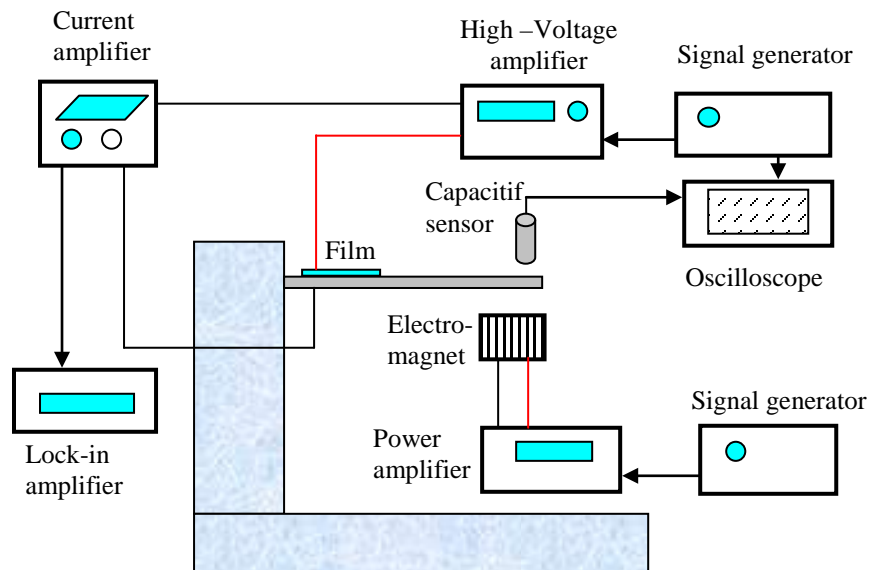 Current
amplifier
High –Voltage
amplifier
Signal generator
Capacitif
sensor
Film
Oscilloscope
Electro-
magnet
Signal generator
Power
amplifier
Lock-in
amplifier